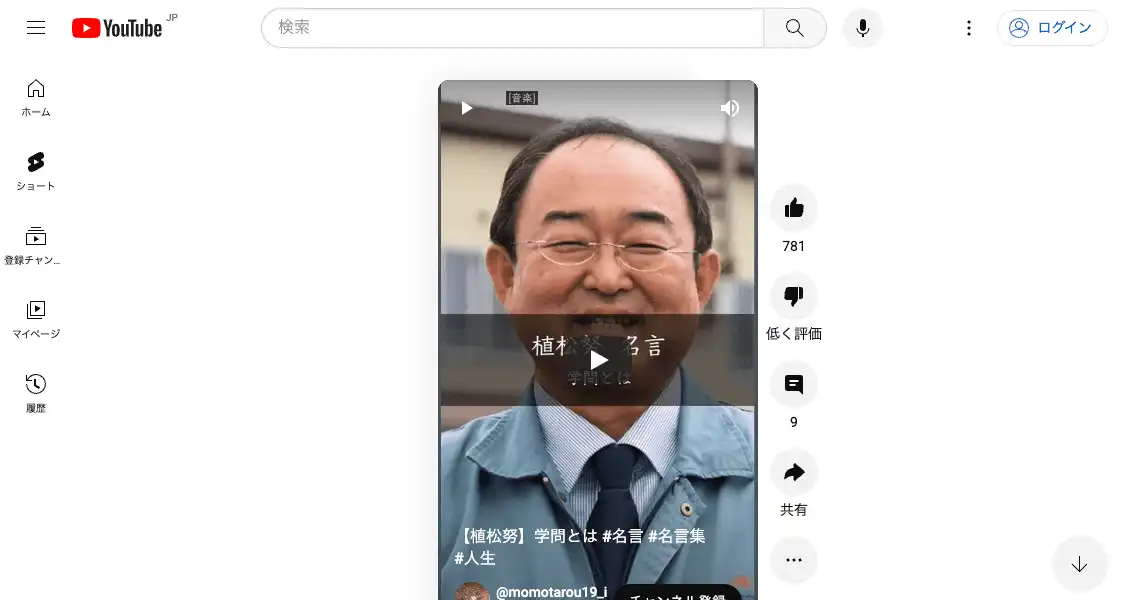 YouTube JP
検索
ログイン
ホーム
ショート
登録チャン...
マイページ
履歴
[音楽]
植松努 名言
学問とは
【植松努】学問とは #名言 #名言集
#人生
@momotarou19_i
チャンネル登録
781
低く評価
9
共有